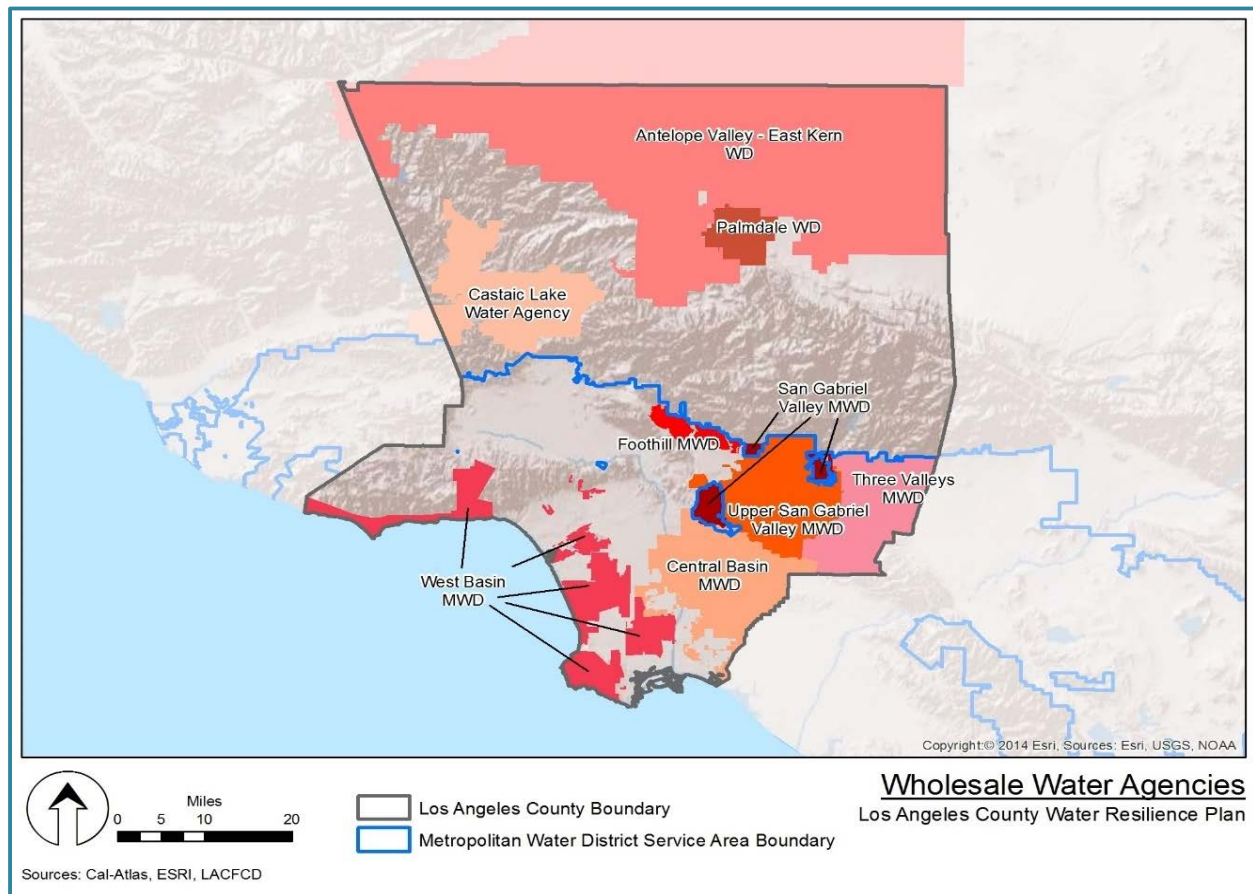 Antelope Valley - East Kern
WD
Palmdale WD
Castaic Lake
Water Agency
San Gabriel
Valley MWD
Foothill MWD
Three Valleys
MWD
Upper San Gabriel
Valley MWD
Central Basin
MWD
West Basin
MWD
Copyright:© 2014 Esri, Sources: Esri, USGS, NOAA
Miles
0 5 10 20
Los Angeles County Boundary
Metropolitan Water District Service Area Boundary
Wholesale Water Agencies
Los Angeles County Water Resilience Plan
Sources: Cal-Atlas, ESRI, LACFCD